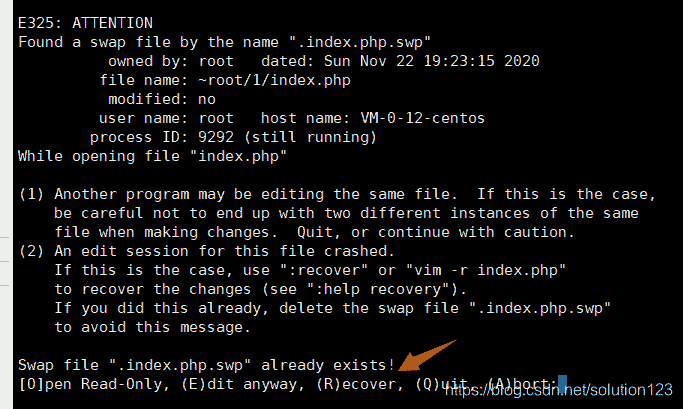 E325: ATTENTION
Found a swap file by the name ".index.php.swp"
owned by: root   dated: Sun Nov 22 19:23:15 2020
file name: ~root/1/index.php
modified: no
user name: root   host name: VM-0-12-centos
process ID: 9292 (still running)
While opening file "index.php"
(1) Another program may be editing the same file.  If this is the case,
be careful not to end up with two different instances of the same
file when making changes.  Quit, or continue with caution.
(2) An edit session for this file crashed.
If this is the case, use ":recover" or "vim -r index.php"
to recover the changes (see ":help recovery").
If you did this already, delete the swap file ".index.php.swp"
to avoid this message.
Swap file ".index.php.swp" already exists!
[O]pen Read-Only, (E)dit anyway, (R)ecover, (Q)uit, (A)bort:
https://blog.csdn.net/solution123